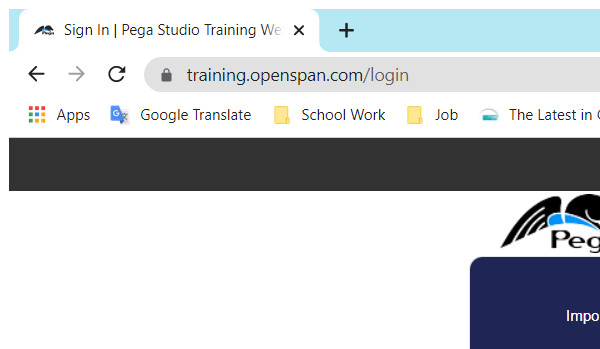 Sign In | Pega Studio Training We
training.openspan.com/login
Apps Google Translate School Work Job The Latest in
Peg
Impo